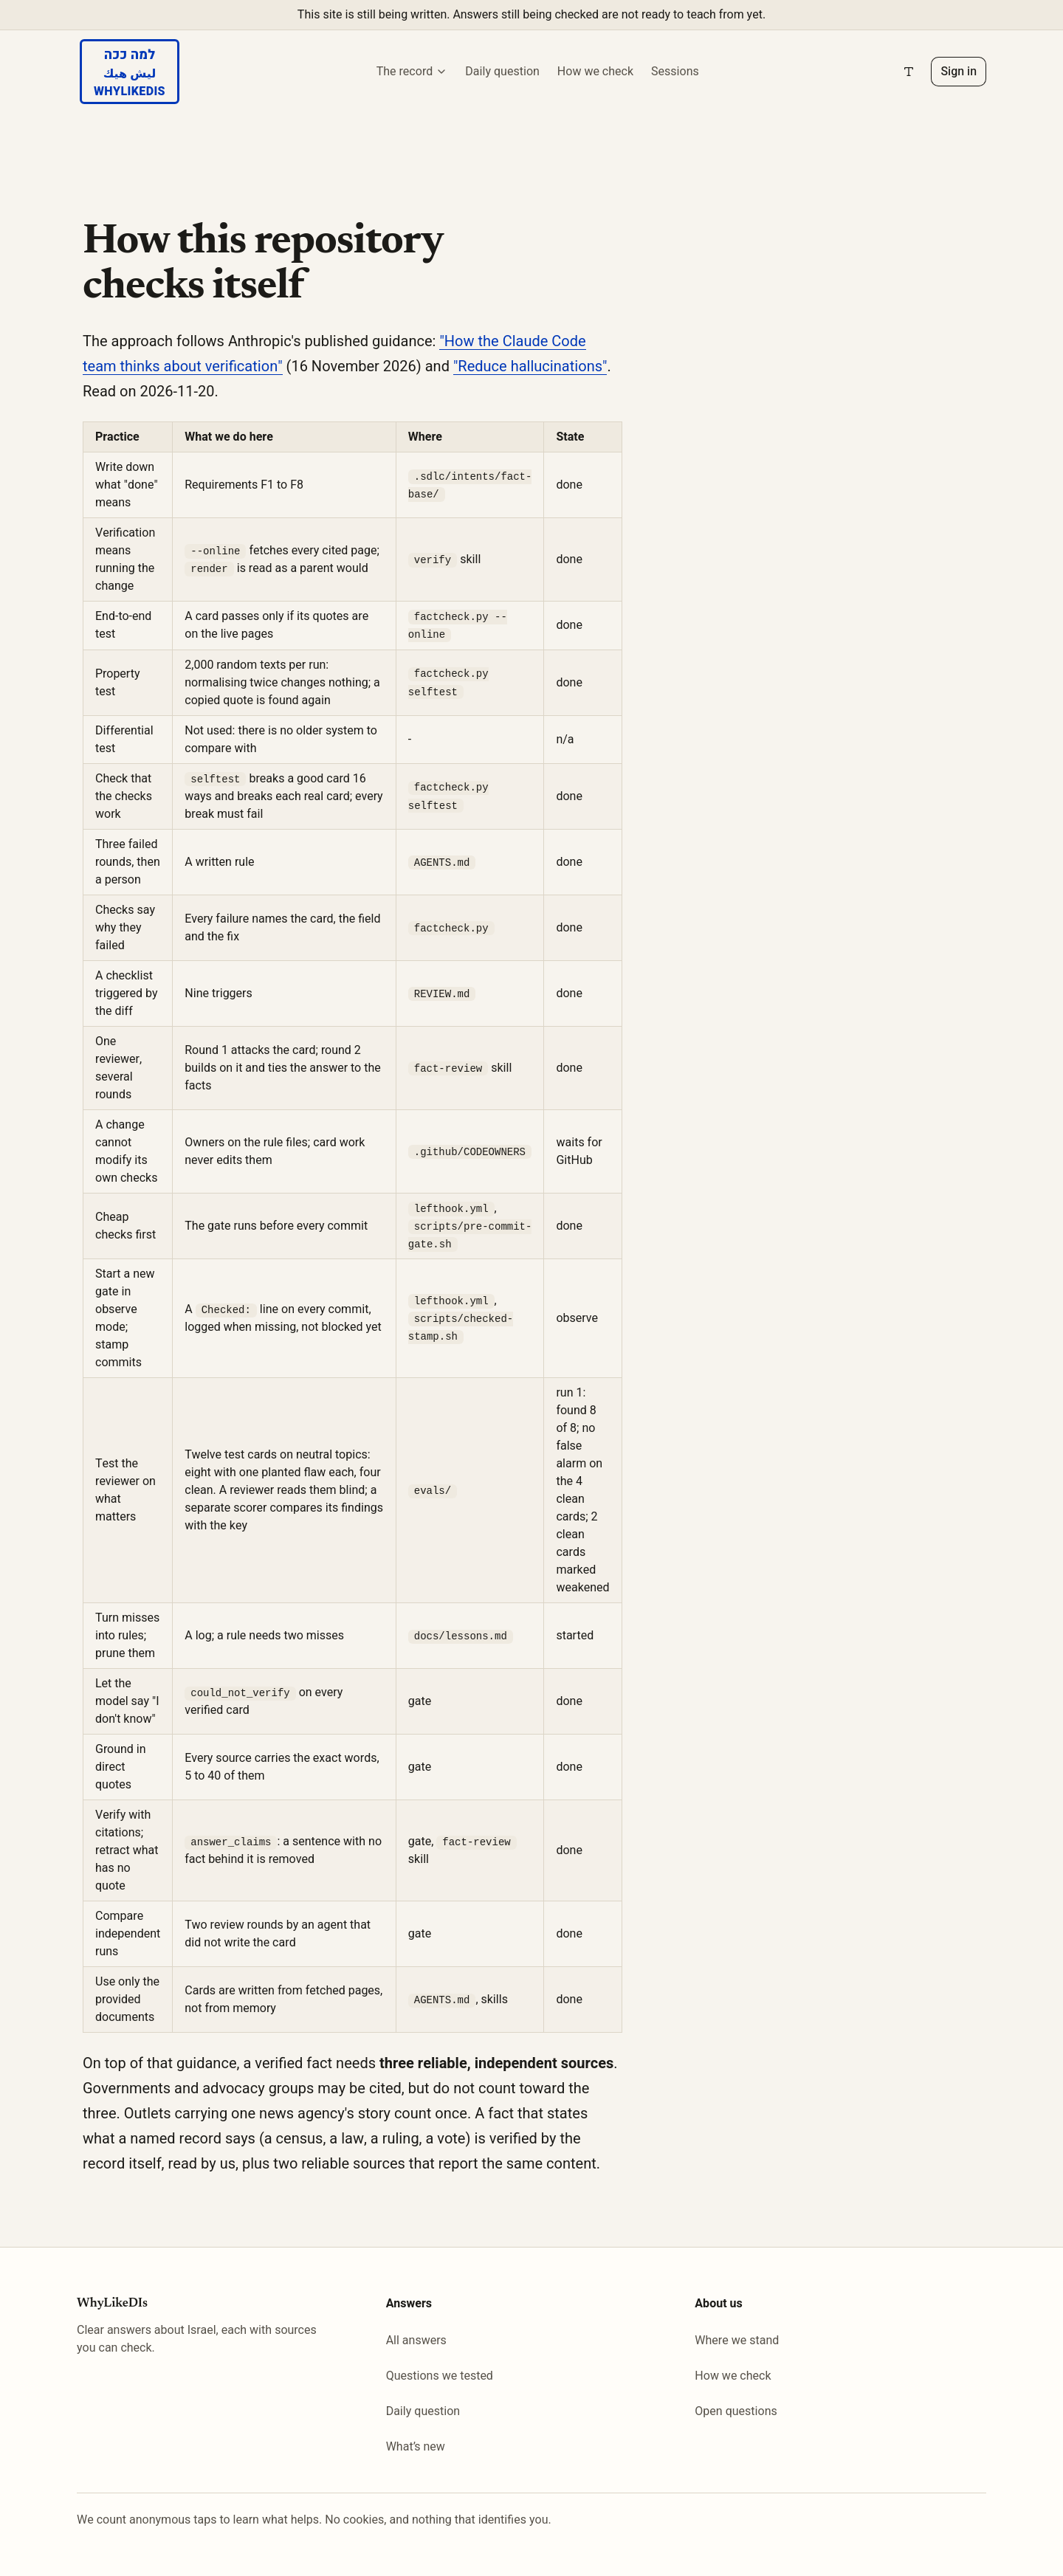 This site is still being written. Answers still being checked are not ready to teach from yet.
למה ככה
ليش هيك
WHYLIKEDIS
The record
Daily question
How we check
Sessions
T
Sign in
How this repository
checks itself
The approach follows Anthropic's published guidance: "How the Claude Code
team thinks about verification" (16 November 2026) and "Reduce hallucinations".
Read on 2026-11-20.
Practice
What we do here
Where
State
Write down
what "done"
means
Requirements F1 to F8
.sdlc/intents/fact-
base/
done
Verification
means
running the
change
--online fetches every cited page;
render is read as a parent would
verify skill
done
End-to-end
test
A card passes only if its quotes are
on the live pages
factcheck.py --
online
done
Property
test
2,000 random texts per run:
normalising twice changes nothing; a
copied quote is found again
factcheck.py
selftest
done
Differential
test
Not used: there is no older system to
compare with
-
n/a
Check that
the checks
work
selftest breaks a good card 16
ways and breaks each real card; every
break must fail
factcheck.py
selftest
done
Three failed
rounds, then
a person
A written rule
AGENTS.md
done
Checks say
why they
failed
Every failure names the card, the field
and the fix
factcheck.py
done
A checklist
triggered by
the diff
Nine triggers
REVIEW.md
done
One
reviewer,
several
rounds
Round 1 attacks the card; round 2
builds on it and ties the answer to the
facts
fact-review skill
done
A change
cannot
modify its
own checks
Owners on the rule files; card work
never edits them
.github/CODEOWNERS
waits for
GitHub
Cheap
checks first
The gate runs before every commit
lefthook.yml,
scripts/pre-commit-
gate.sh
done
Start a new
gate in
observe
mode;
stamp
commits
A Checked: line on every commit,
logged when missing, not blocked yet
lefthook.yml,
scripts/checked-
stamp.sh
observe
Test the
reviewer on
what
matters
Twelve test cards on neutral topics:
eight with one planted flaw each, four
clean. A reviewer reads them blind; a
separate scorer compares its findings
with the key
evals/
run 1:
found 8
of 8; no
false
alarm on
the 4
clean
cards; 2
clean
cards
marked
weakened
Turn misses
into rules;
prune them
A log; a rule needs two misses
docs/lessons.md
started
Let the
model say "I
don't know"
could_not_verify on every
verified card
gate
done
Ground in
direct
quotes
Every source carries the exact words,
5 to 40 of them
gate
done
Verify with
citations;
retract what
has no
quote
answer_claims: a sentence with no
fact behind it is removed
gate, fact-review
skill
done
Compare
independent
runs
Two review rounds by an agent that
did not write the card
gate
done
Use only the
provided
documents
Cards are written from fetched pages,
not from memory
AGENTS.md, skills
done
On top of that guidance, a verified fact needs three reliable, independent sources.
Governments and advocacy groups may be cited, but do not count toward the
three. Outlets carrying one news agency's story count once. A fact that states
what a named record says (a census, a law, a ruling, a vote) is verified by the
record itself, read by us, plus two reliable sources that report the same content.
WhyLikeDIs
Clear answers about Israel, each with sources
you can check.
Answers
All answers
Questions we tested
Daily question
What's new
About us
Where we stand
How we check
Open questions
We count anonymous taps to learn what helps. No cookies, and nothing that identifies you.